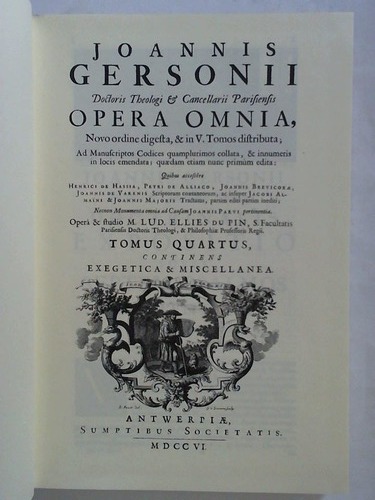 JOANNIS
GERSONII
Doctoris Theologi & Cancellarii Parisiensis
OPERA OMNIA,
Novo ordine digesta, & in V. Tomos distributa;
Ad Manuscriptos Codices quamplurimos collata, & innumeris
in locis emendata; quædam etiam nunc primùm edita;
Quibus accessêre
HENRICI DE HASSIA, PETRI DE ALLIACO, JOANNIS BREVICOXÆ,
JOANNIS DE VARENIS Scriptorum coætaneorum, ac insuper JACOBI AL-
MAINI & JOANNIS MAJORIS Tractatus, partim editi partim inediti;
Necnon Monumenta omnia ad Causam JOANNIS PARVI pertinentia.
Operâ & studio M. LUD. ELLIES DU PIN, S. Facultatis
Parisiensis Doctoris Theologi, & Philosophiæ Professoris Regii.
TOMUS QUARTUS,
CONTINENS
EXEGETICA & MISCELLANEA.
ANTWERPIÆ,
SUMPTIBUS SOCIETATIS.
MDCCVI.